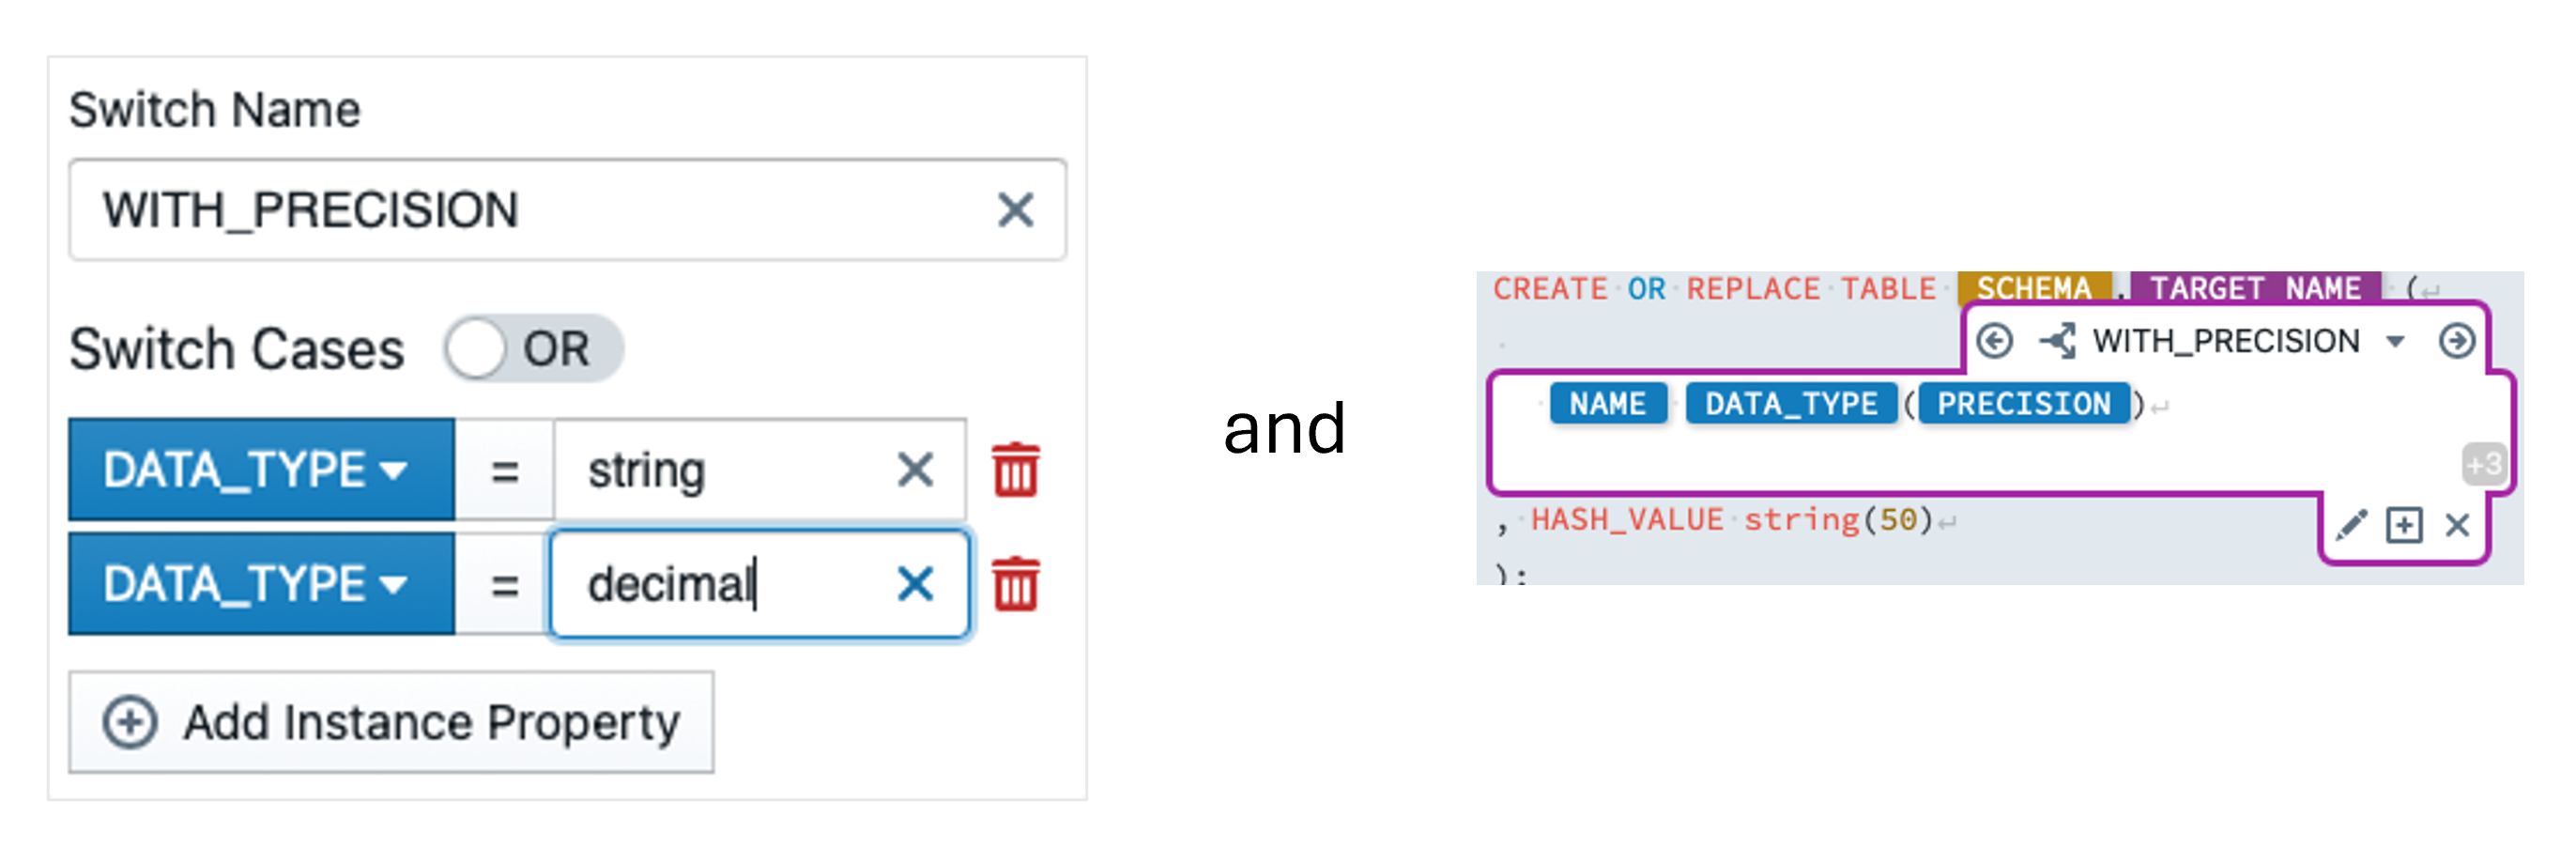 Switch Name
WITH_PRECISION
Switch Cases OR
DATA_TYPE = string
DATA_TYPE = decimal
Add Instance Property
and
CREATE OR REPLACE TABLE SCHEMA.TARGET_NAME (
WITH_PRECISION
NAME DATA_TYPE(PRECISION)
+3
, HASH_VALUE string(50)
);